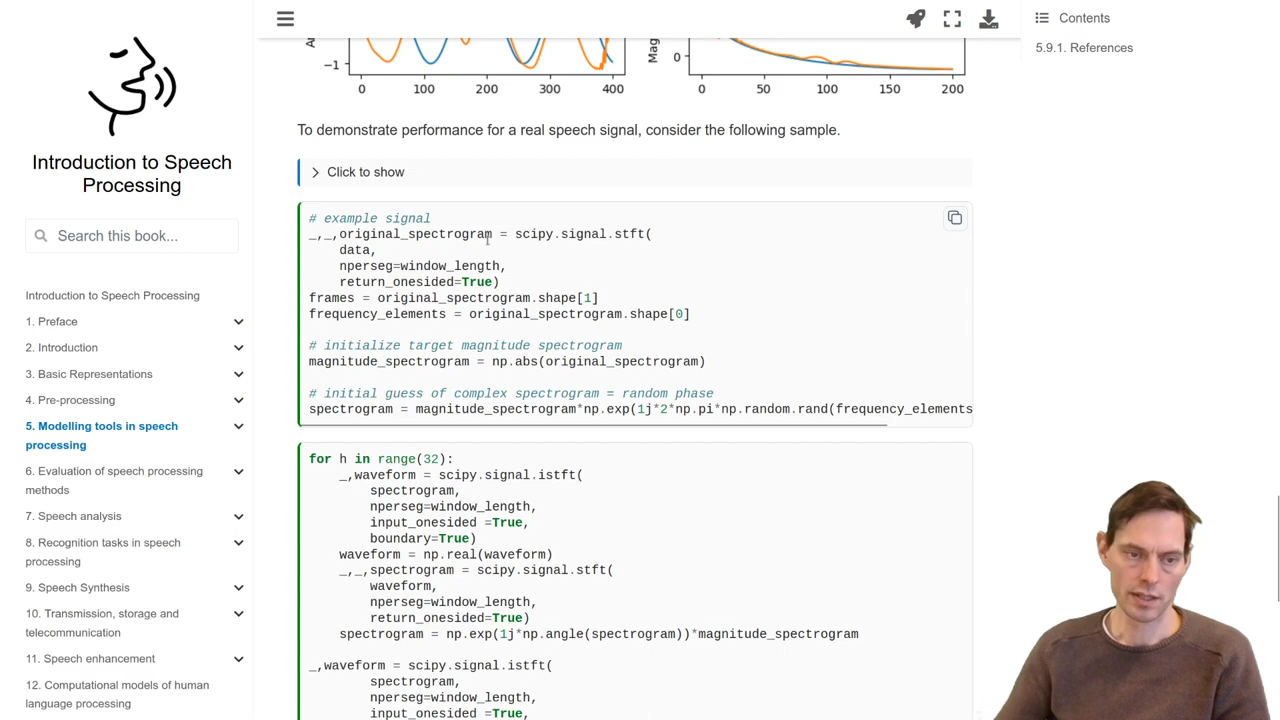 Introduction to Speech
Processing
Search this book...
Introduction to Speech Processing
1. Preface
2. Introduction
3. Basic Representations
4. Pre-processing
5. Modelling tools in speech
processing
6. Evaluation of speech processing
methods
7. Speech analysis
8. Recognition tasks in speech
processing
9. Speech Synthesis
10. Transmission, storage and
telecommunication
11. Speech enhancement
12. Computational models of human
language processing
−1
0 100 200 300 400
Mag
0
0 50 100 150 200
To demonstrate performance for a real speech signal, consider the following sample.
Click to show
# example signal
_,_,original_spectrogram = scipy.signal.stft(
data,
nperseg=window_length,
return_onesided=True)
frames = original_spectrogram.shape[1]
frequency_elements = original_spectrogram.shape[0]
# initialize target magnitude spectrogram
magnitude_spectrogram = np.abs(original_spectrogram)
# initial guess of complex spectrogram = random phase
spectrogram = magnitude_spectrogram*np.exp(1j*2*np.pi*np.random.rand(frequency_elements
for h in range(32):
_,waveform = scipy.signal.istft(
spectrogram,
nperseg=window_length,
input_onesided =True,
boundary=True)
waveform = np.real(waveform)
_,_,spectrogram = scipy.signal.stft(
waveform,
nperseg=window_length,
return_onesided=True)
spectrogram = np.exp(1j*np.angle(spectrogram))*magnitude_spectrogram
_,waveform = scipy.signal.istft(
spectrogram,
nperseg=window_length,
input_onesided =True,
Contents
5.9.1. References